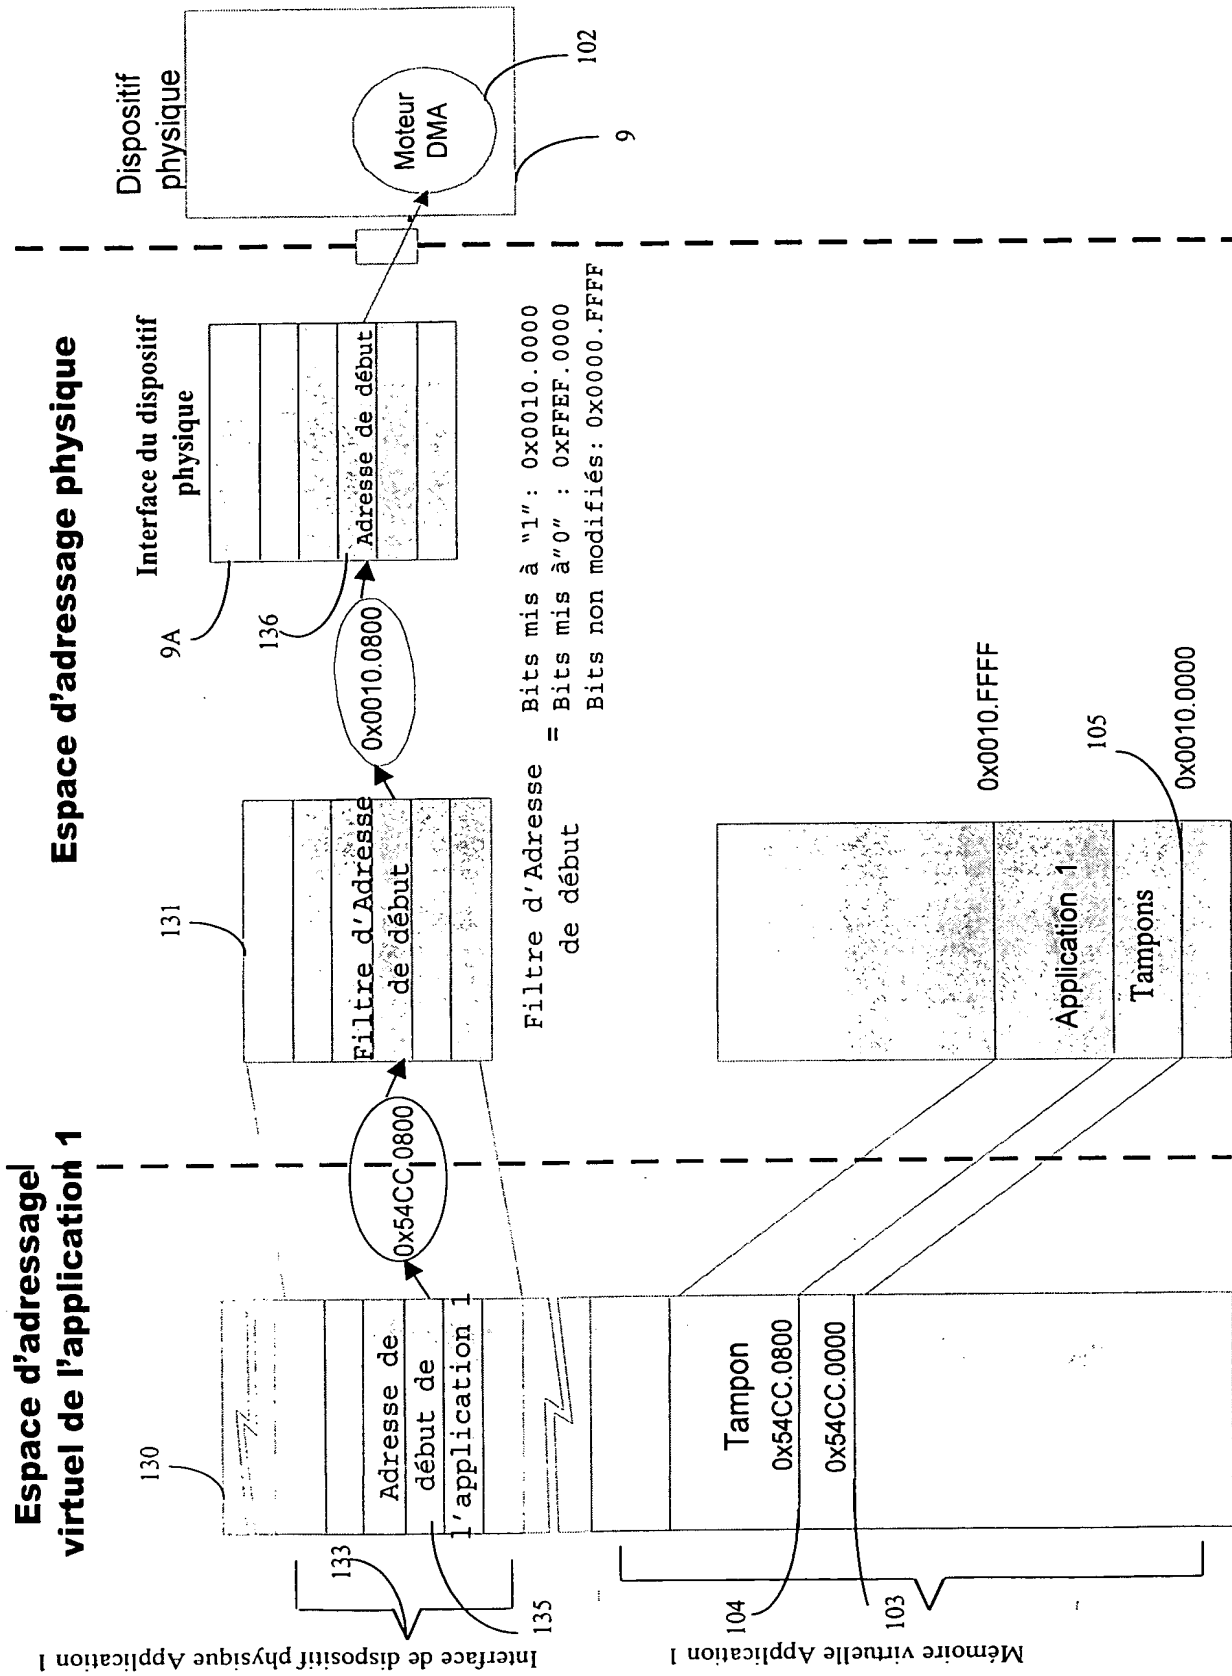 Espace d'adressage
virtuel de l'application 1
Espace d'adressage physique
130
Adresse de
début de
l'application 1
133
135
Interface de dispositif physique Application 1
0x54CC.0800
131
Filtre d'Adresse
de début
0x0010.0800
9A
136
Interface du dispositif
physique
Adresse de début
Dispositif
physique
Moteur
DMA
102
9
Filtre d'Adresse
de début
=
Bits mis à "1": 0x0010.0000
Bits mis à"0" : 0xFFEF.0000
Bits non modifiés: 0x0000.FFFF
Tampon
0x54CC.0800
0x54CC.0000
104
103
Mémoire virtuelle Application 1
Application 1
Tampons
0x0010.FFFF
105
0x0010.0000